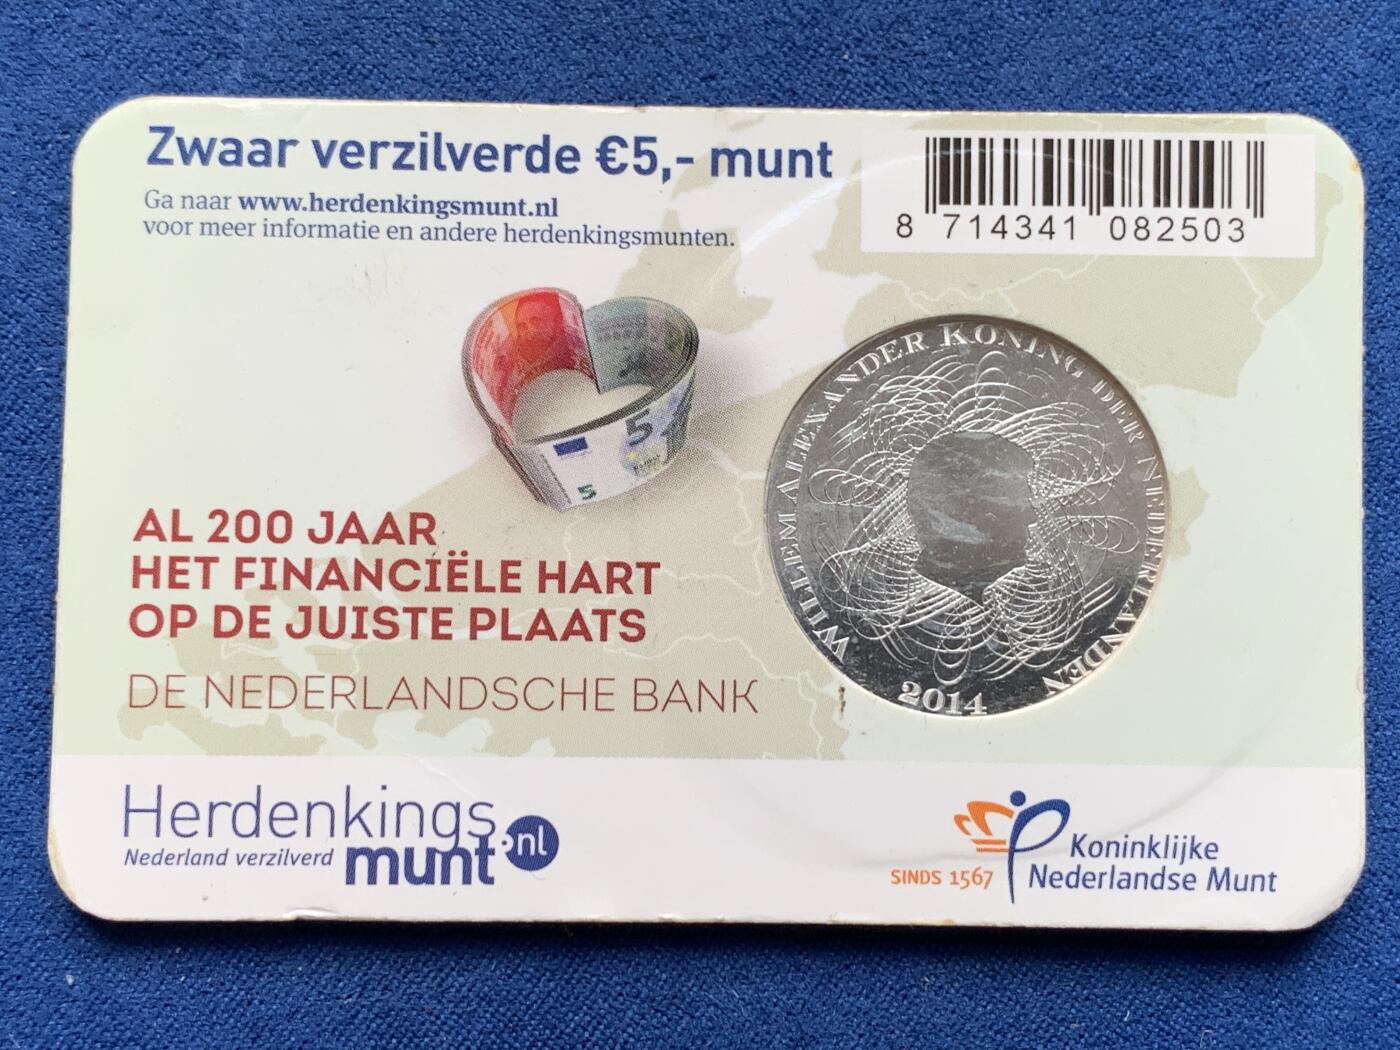 Zwaar verzilverde €5,- munt
Ga naar www.herdenkingsmunt.nl
voor meer informatie en andere herdenkingsmunten.
8 714341 082503
WILLEM ALEXANDER KONING DER NEDERLANDEN
2014
5
5
EURO
AL 200 JAAR
HET FINANCIËLE HART
OP DE JUISTE PLAATS
DE NEDERLANDSCHE BANK
Herdenkings
Nederland verzilverd munt .nl
SINDS 1567
Koninklijke
Nederlandse Munt